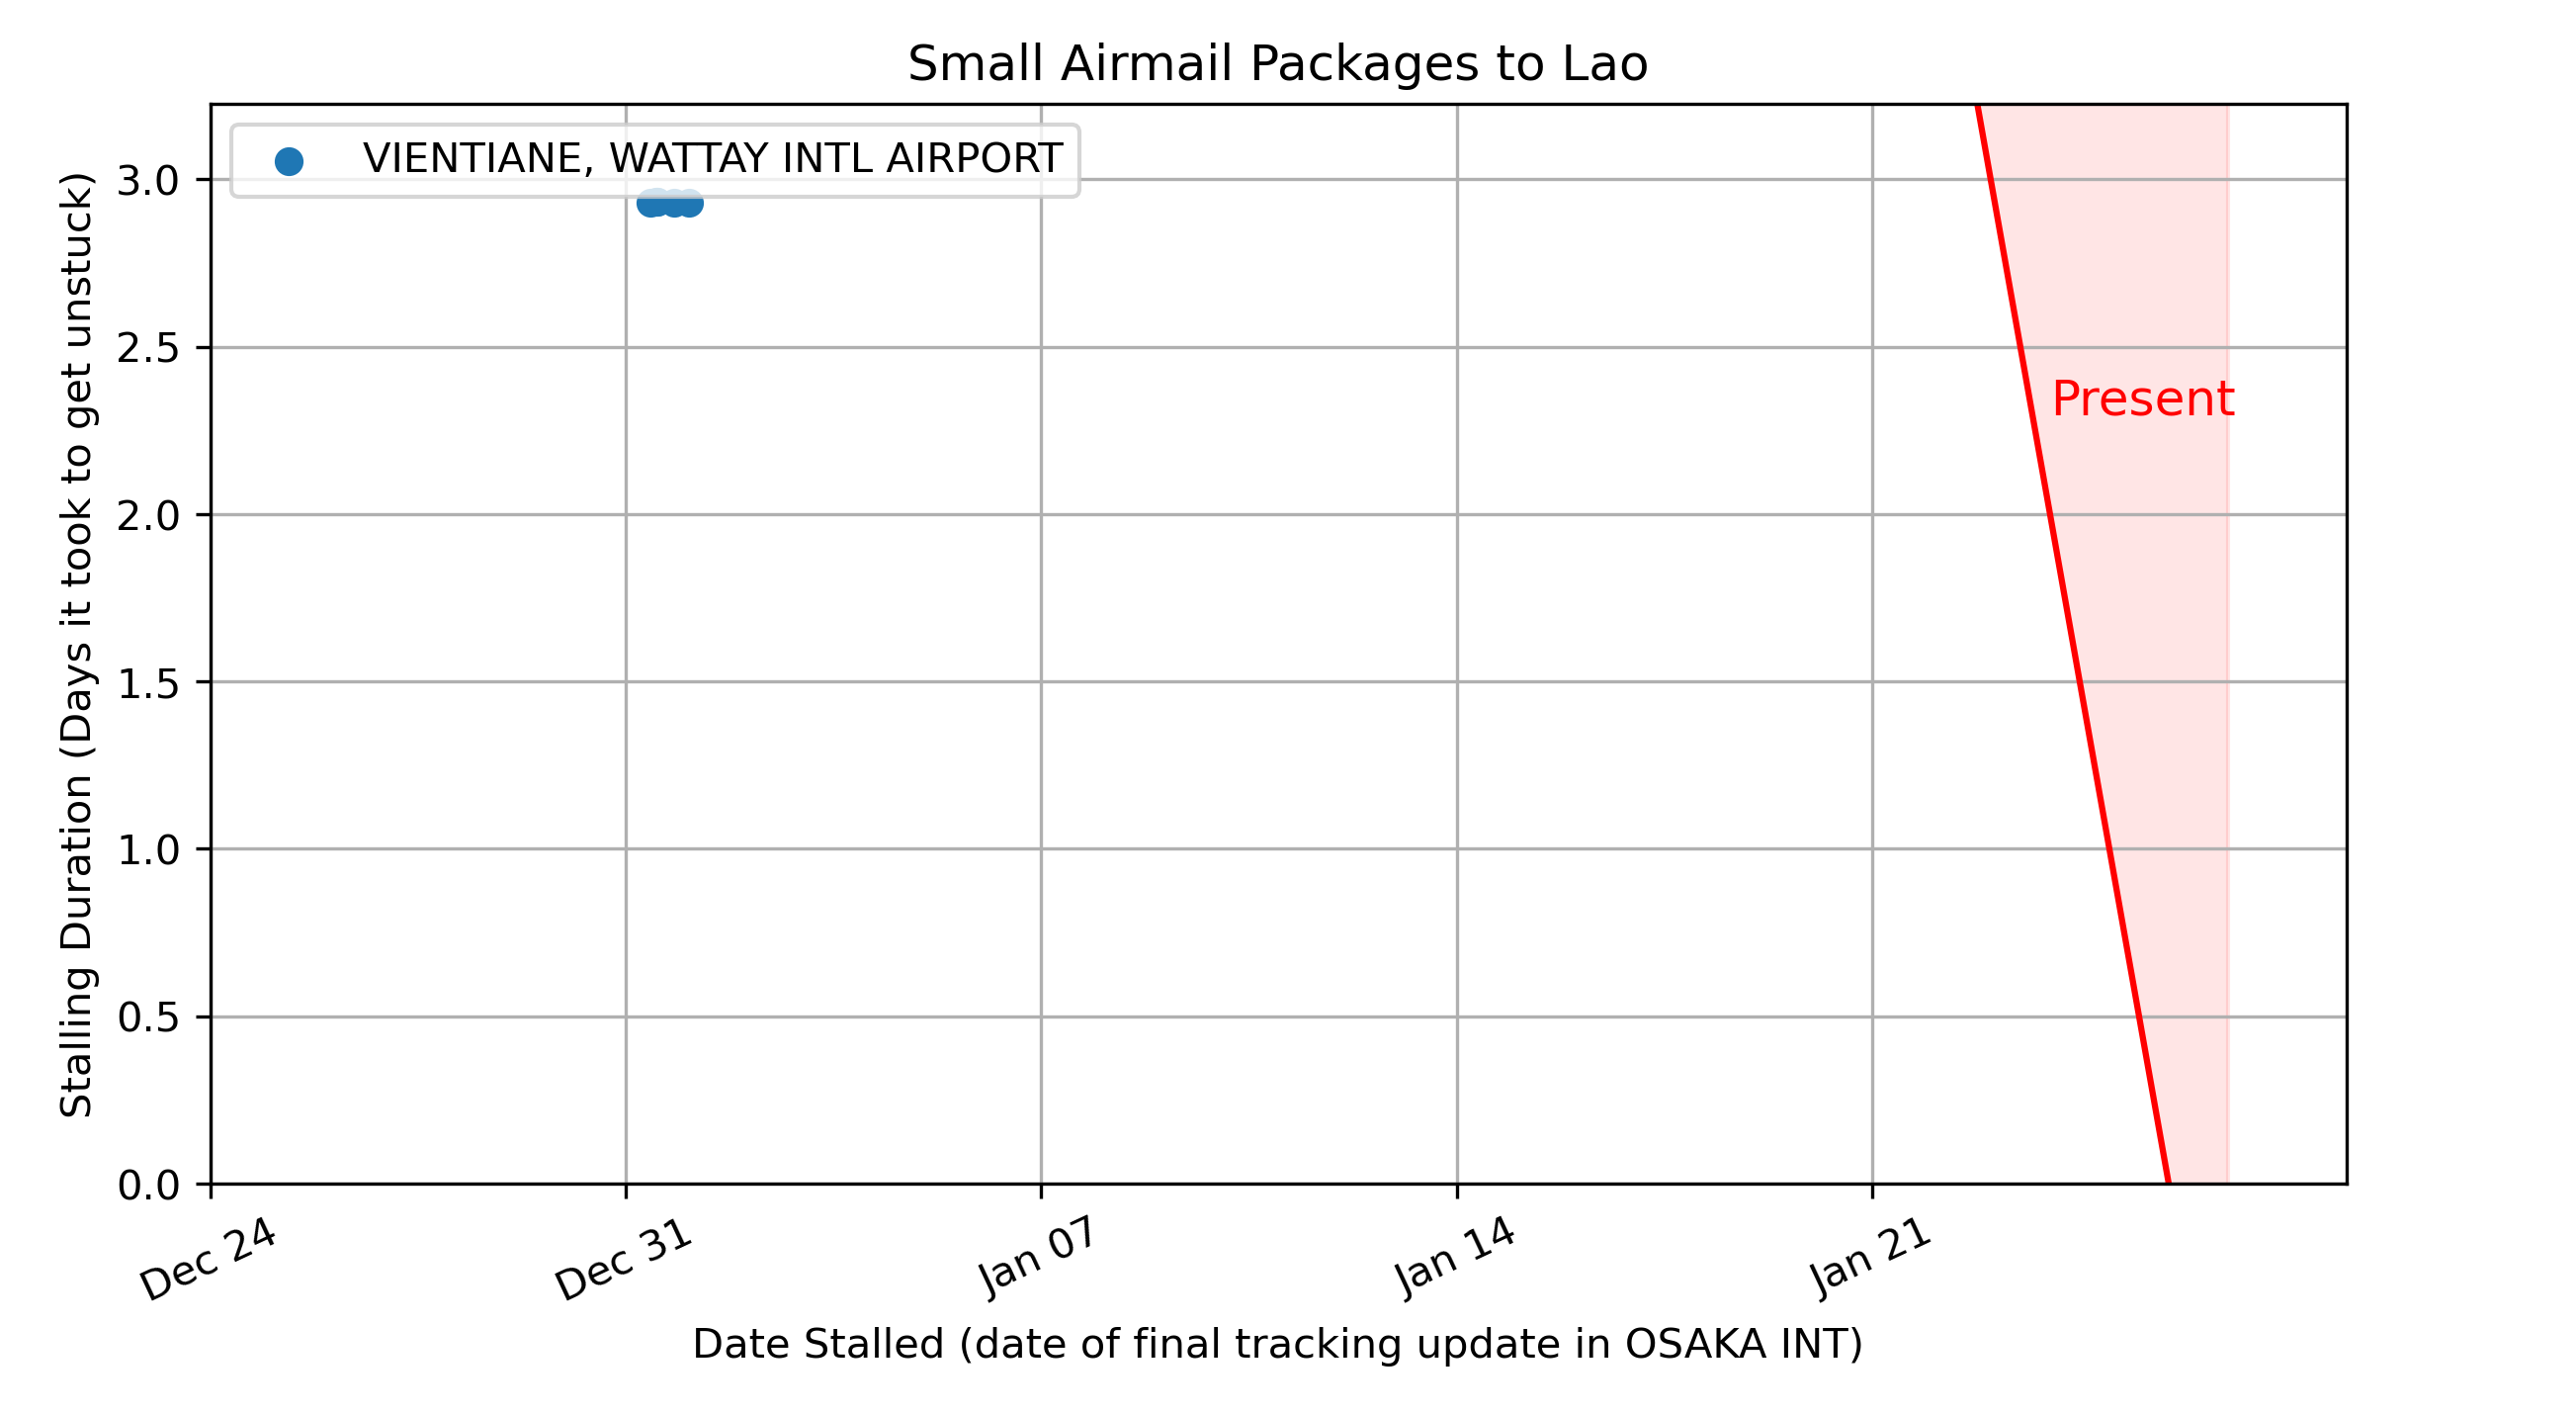 Small Airmail Packages to Lao
VIENTIANE, WATTAY INTL AIRPORT
Stalling Duration (Days it took to get unstuck)
3.0
2.5
2.0
1.5
1.0
0.5
0.0
Present
Dec 24
Dec 31
Jan 07
Jan 14
Jan 21
Date Stalled (date of final tracking update in OSAKA INT)